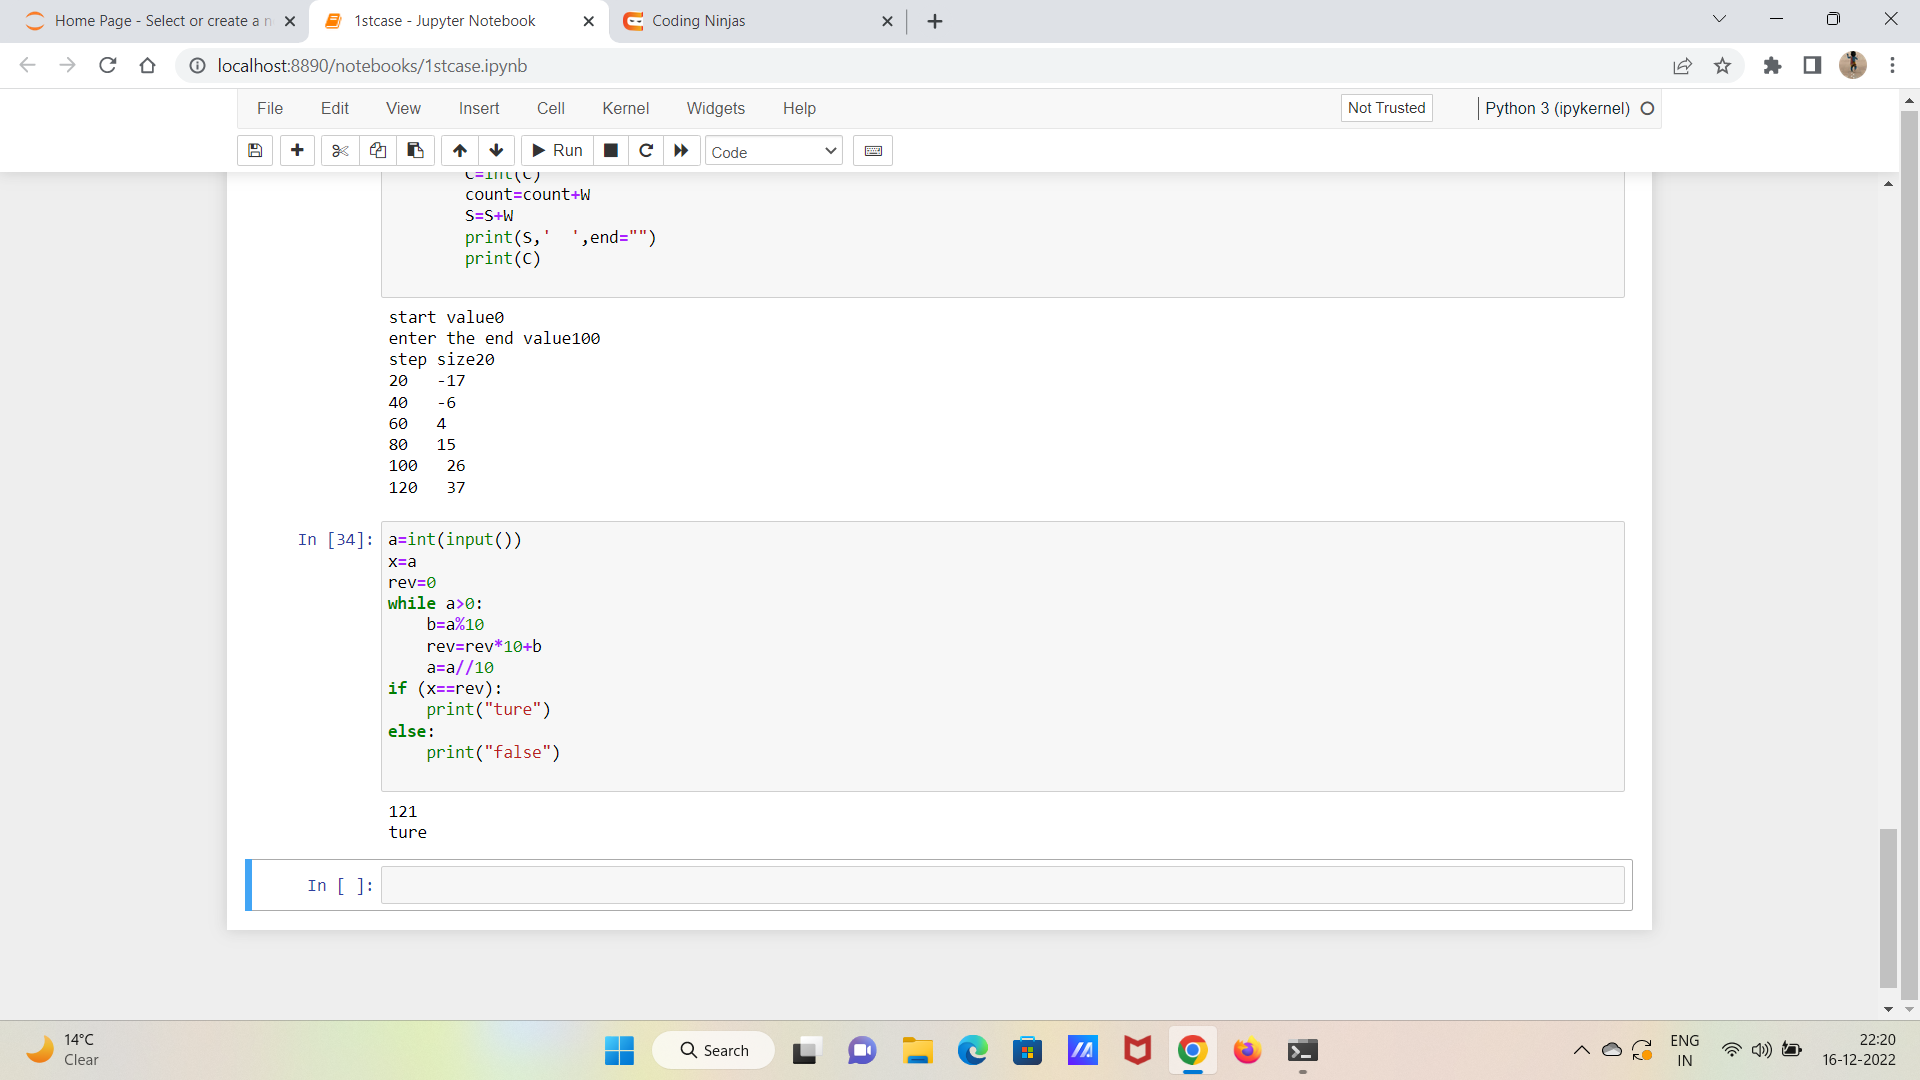 Home Page - Select or create a n
1stcase - Jupyter Notebook
Coding Ninjas
localhost:8890/notebooks/1stcase.ipynb
File Edit View Insert Cell Kernel Widgets Help
Not Trusted
Python 3 (ipykernel)
Run
Code
C=int(C)
count=count+W
S=S+W
print(S,'  ',end="")
print(C)
start value0
enter the end value100
step size20
20   -17
40   -6
60   4
80   15
100   26
120   37
In [34]:
a=int(input())
x=a
rev=0
while a>0:
    b=a%10
    rev=rev*10+b
    a=a//10
if (x==rev):
    print("ture")
else:
    print("false")
121
ture
In [ ]:
14°C
Clear
Search
ENG
IN
22:20
16-12-2022